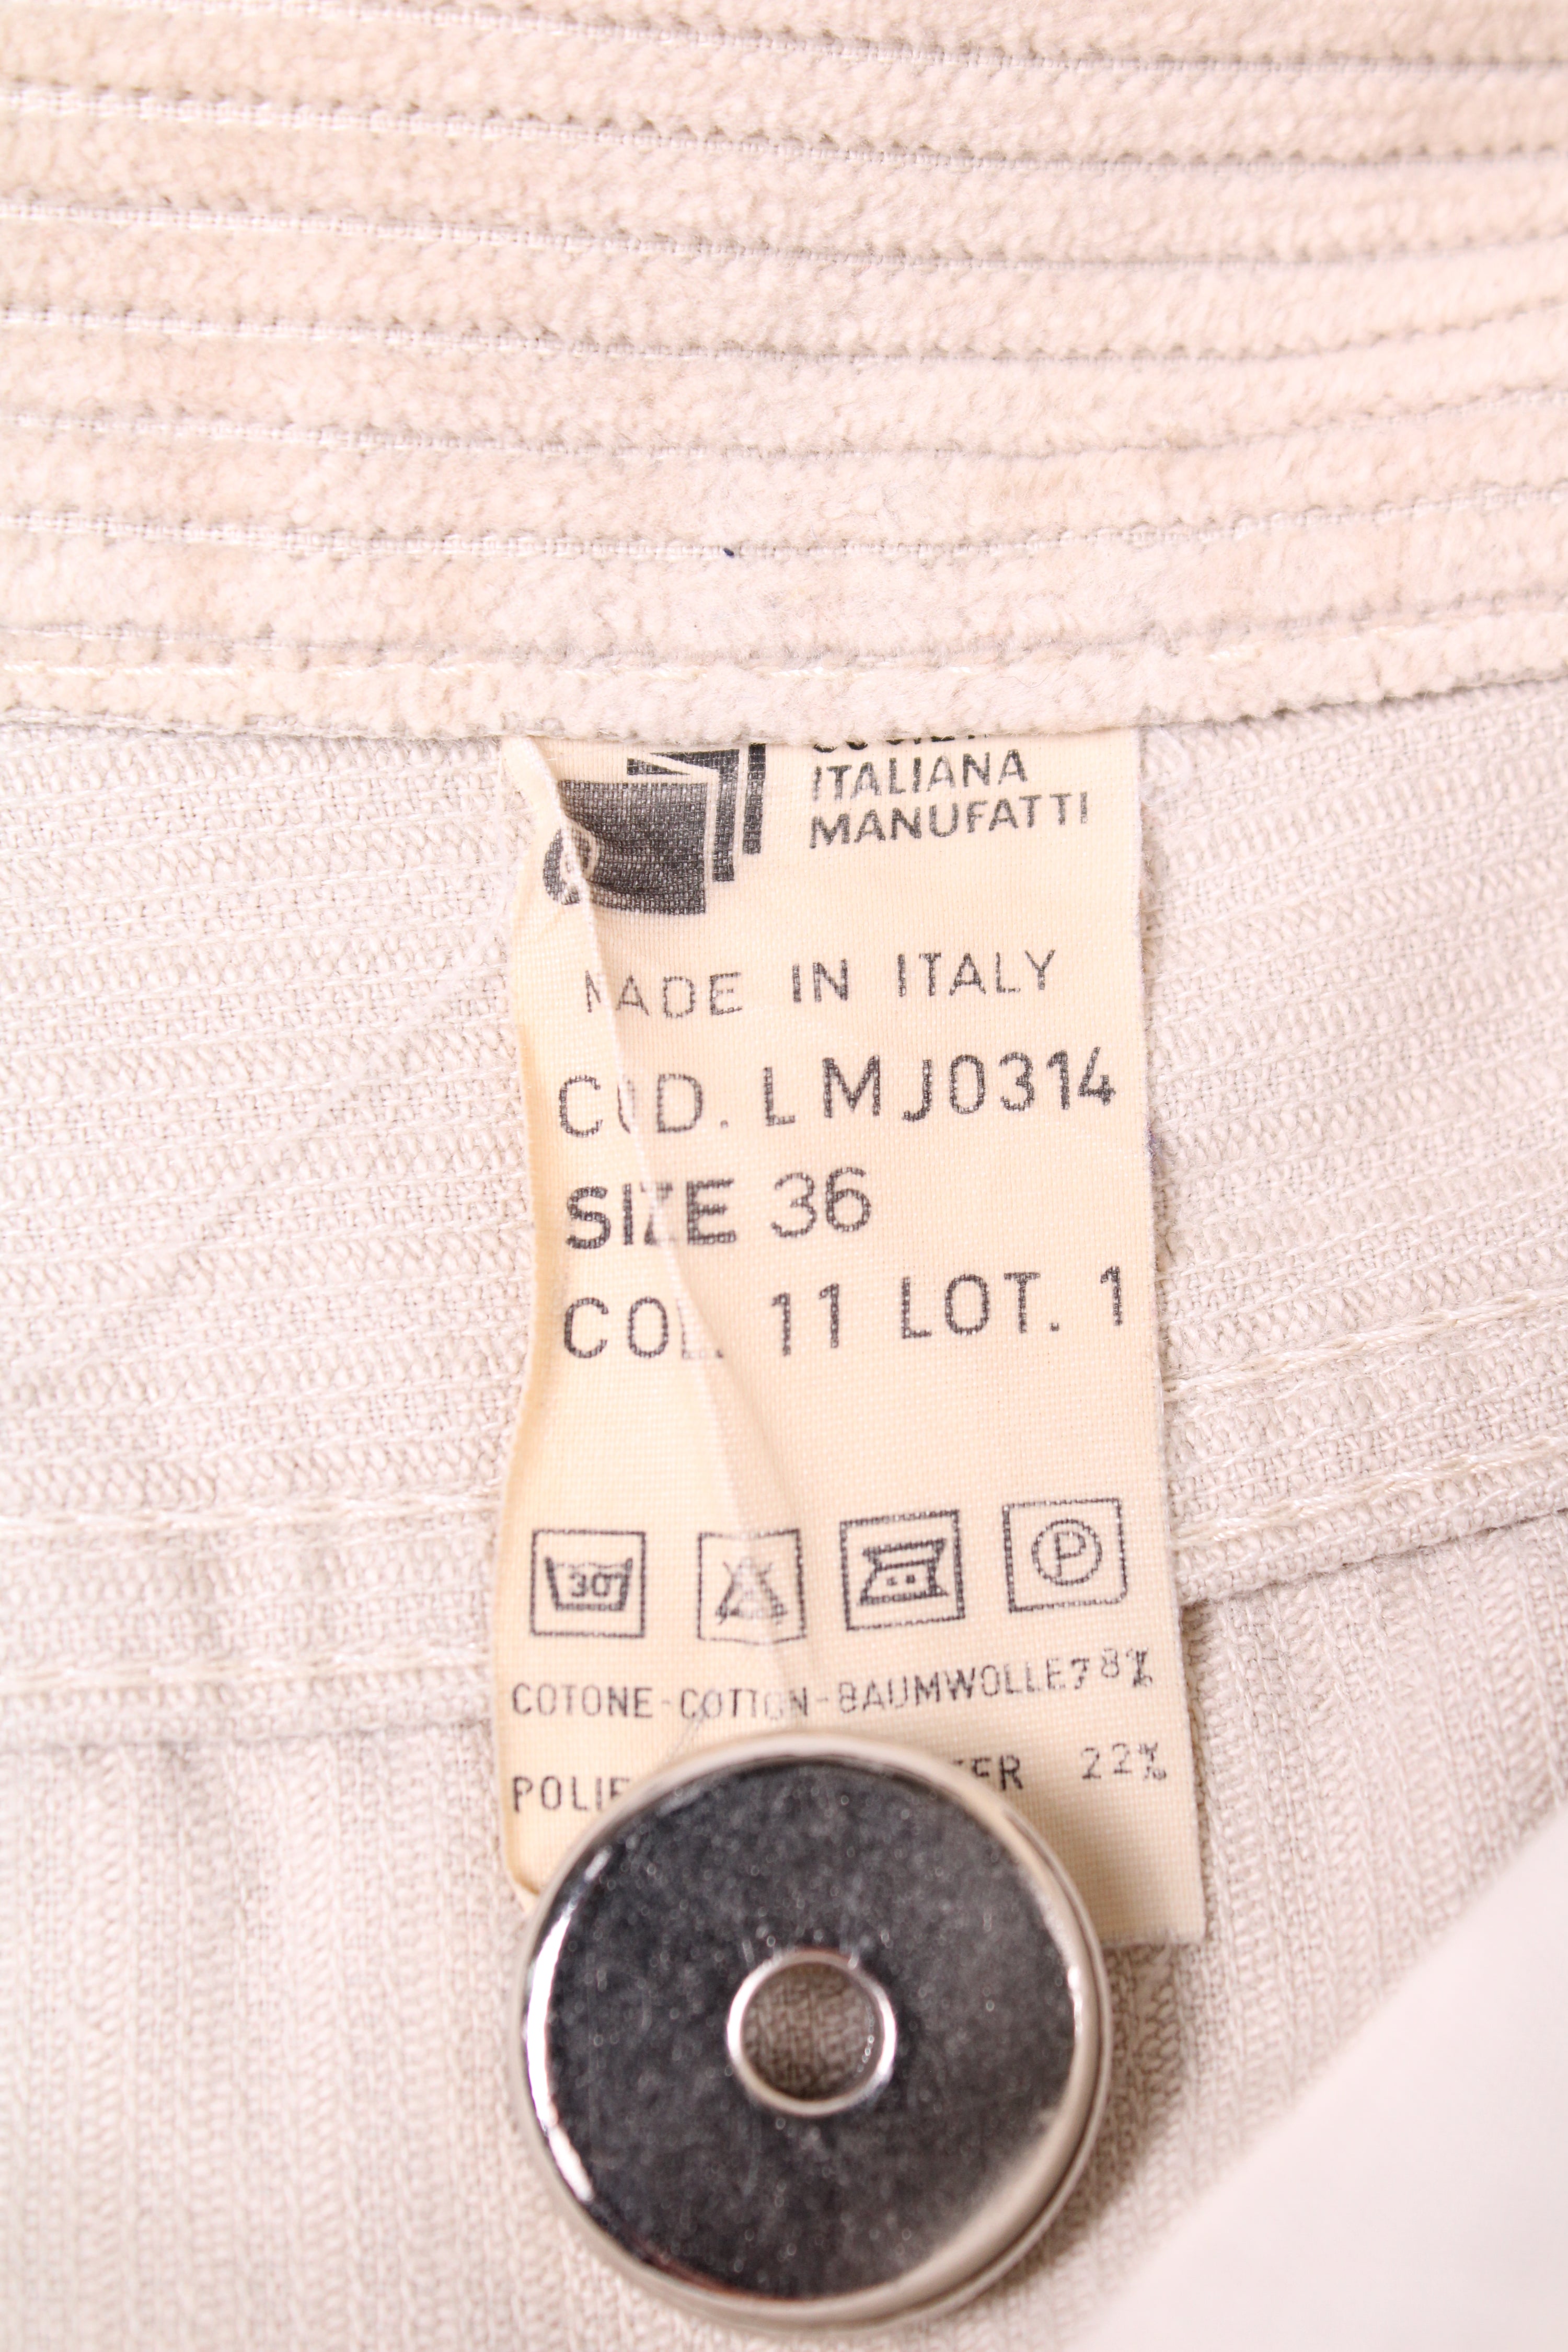 ITALIANA
MANUFATTI
MADE IN ITALY
COD. LMJ0314
SIZE 36
COL. 11 LOT. 1
30°
P
COTONE-COTTON-BAUMWOLLE 78%
22%